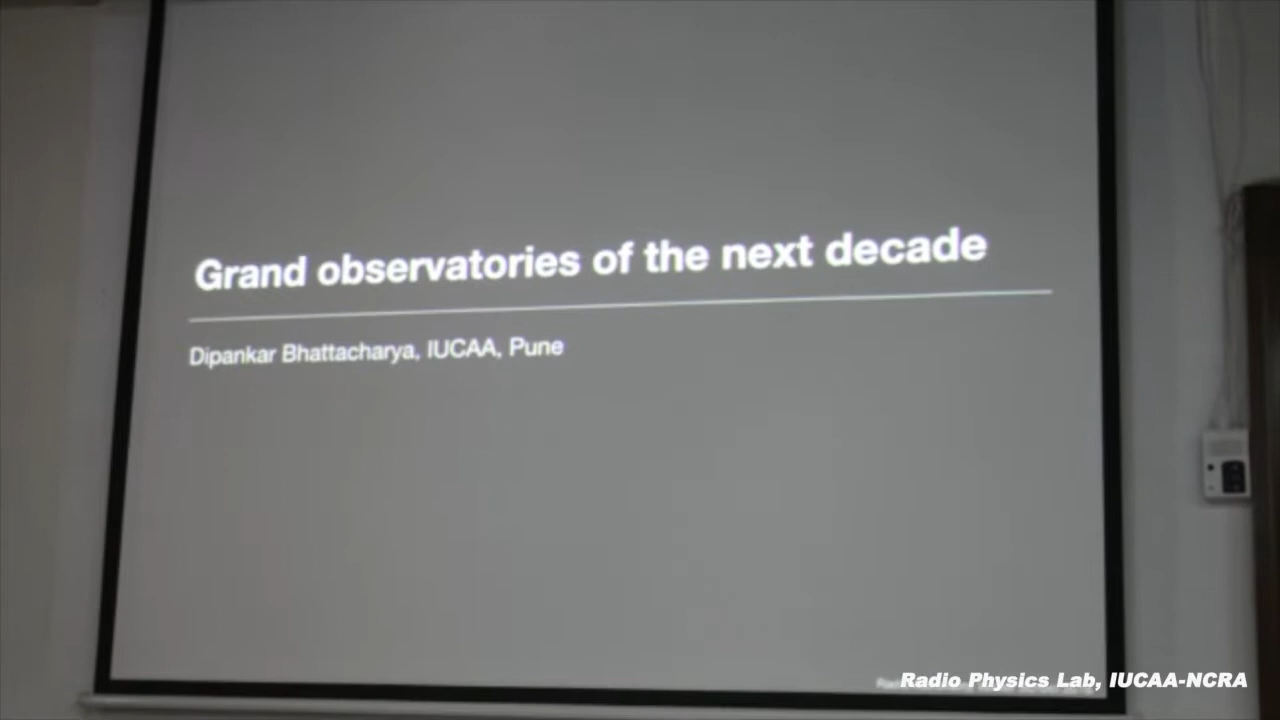 Grand observatories of the next decade
Dipankar Bhattacharya, IUCAA, Pune
Radio Physics Lab, IUCAA-NCRA